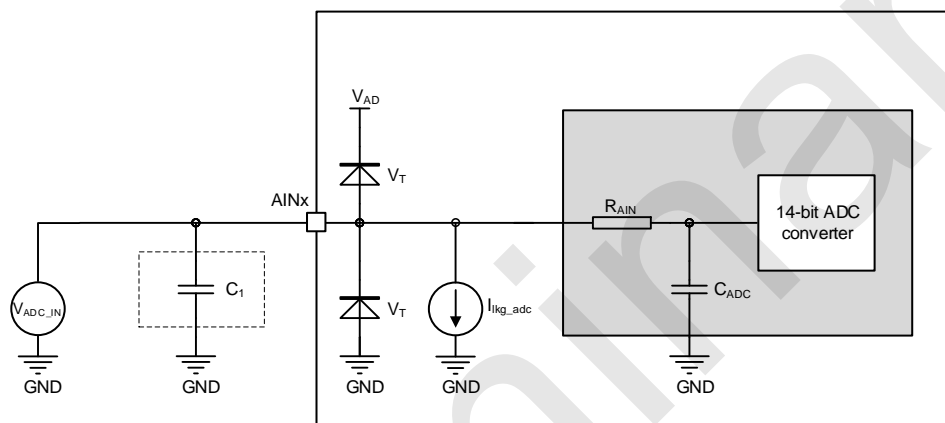 V_AD
V_T
AINx
R_AIN
14-bit ADC
converter
V_ADC_IN
C_1
V_T
I_lkg_adc
C_ADC
GND
GND
GND
GND
GND